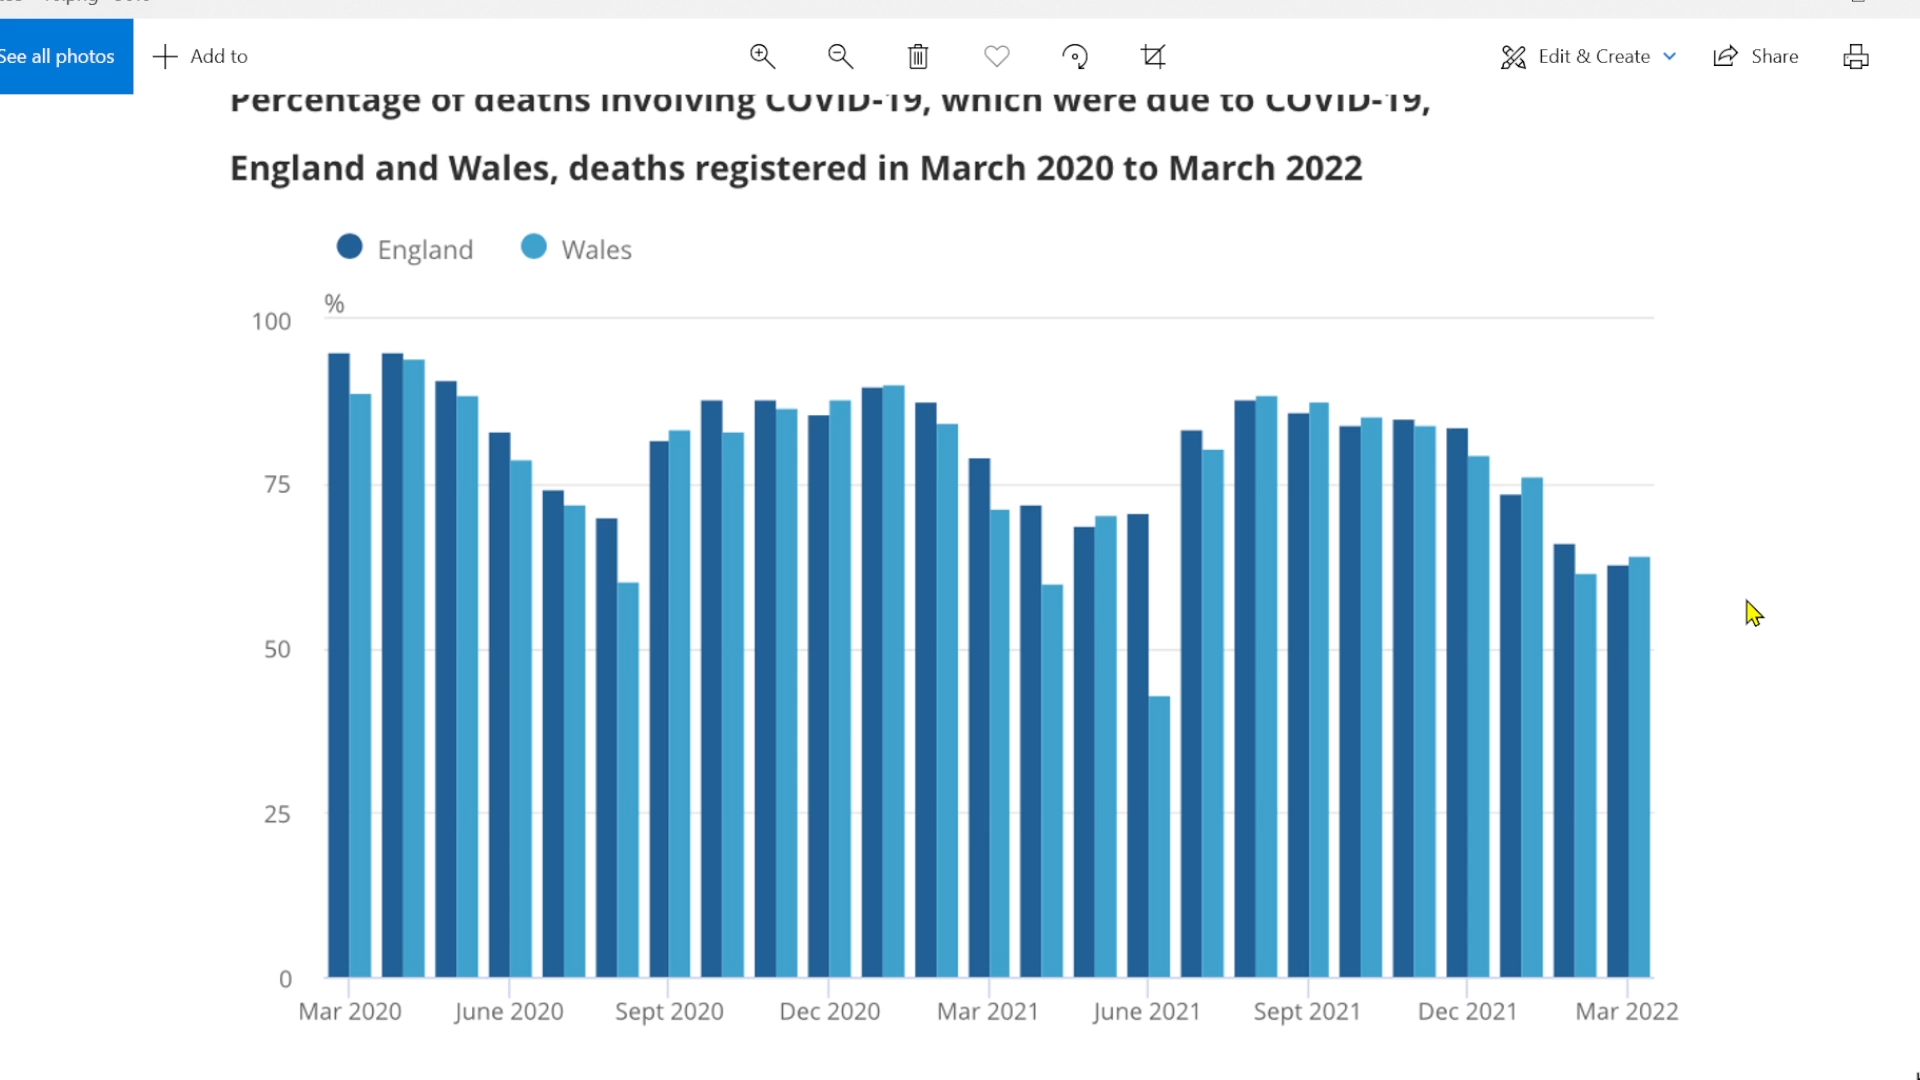 See all photos
Add to
Edit & Create
Share
Percentage of deaths involving COVID-19, which were due to COVID-19,
England and Wales, deaths registered in March 2020 to March 2022
England
Wales
%
100
75
50
25
0
Mar 2020
June 2020
Sept 2020
Dec 2020
Mar 2021
June 2021
Sept 2021
Dec 2021
Mar 2022